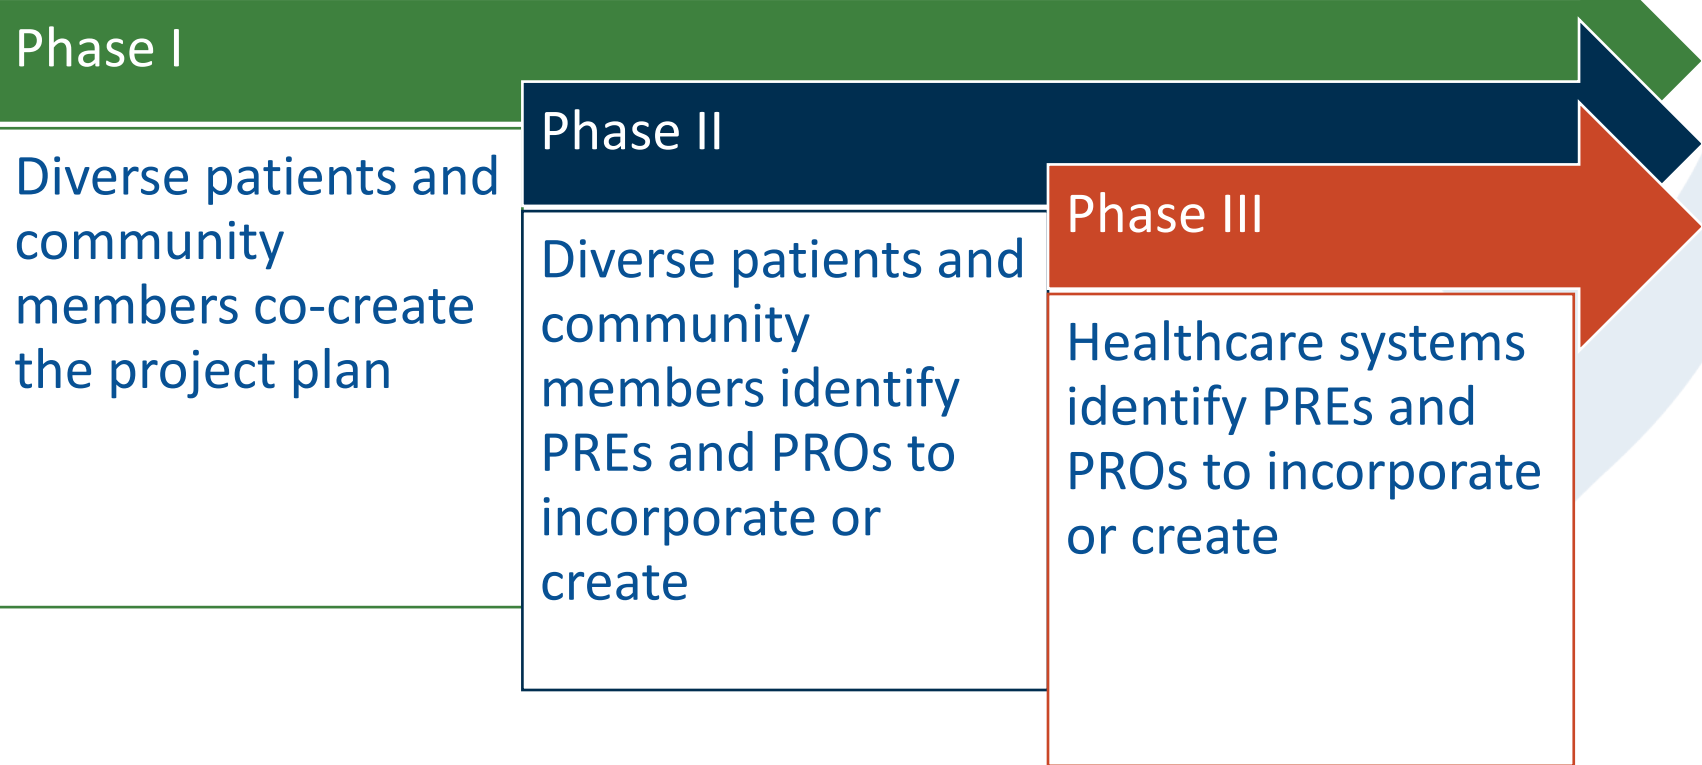 Phase I
Diverse patients and
community
members co-create
the project plan
Phase II
Diverse patients and
community
members identify
PREs and PROs to
incorporate or
create
Phase III
Healthcare systems
identify PREs and
PROs to incorporate
or create